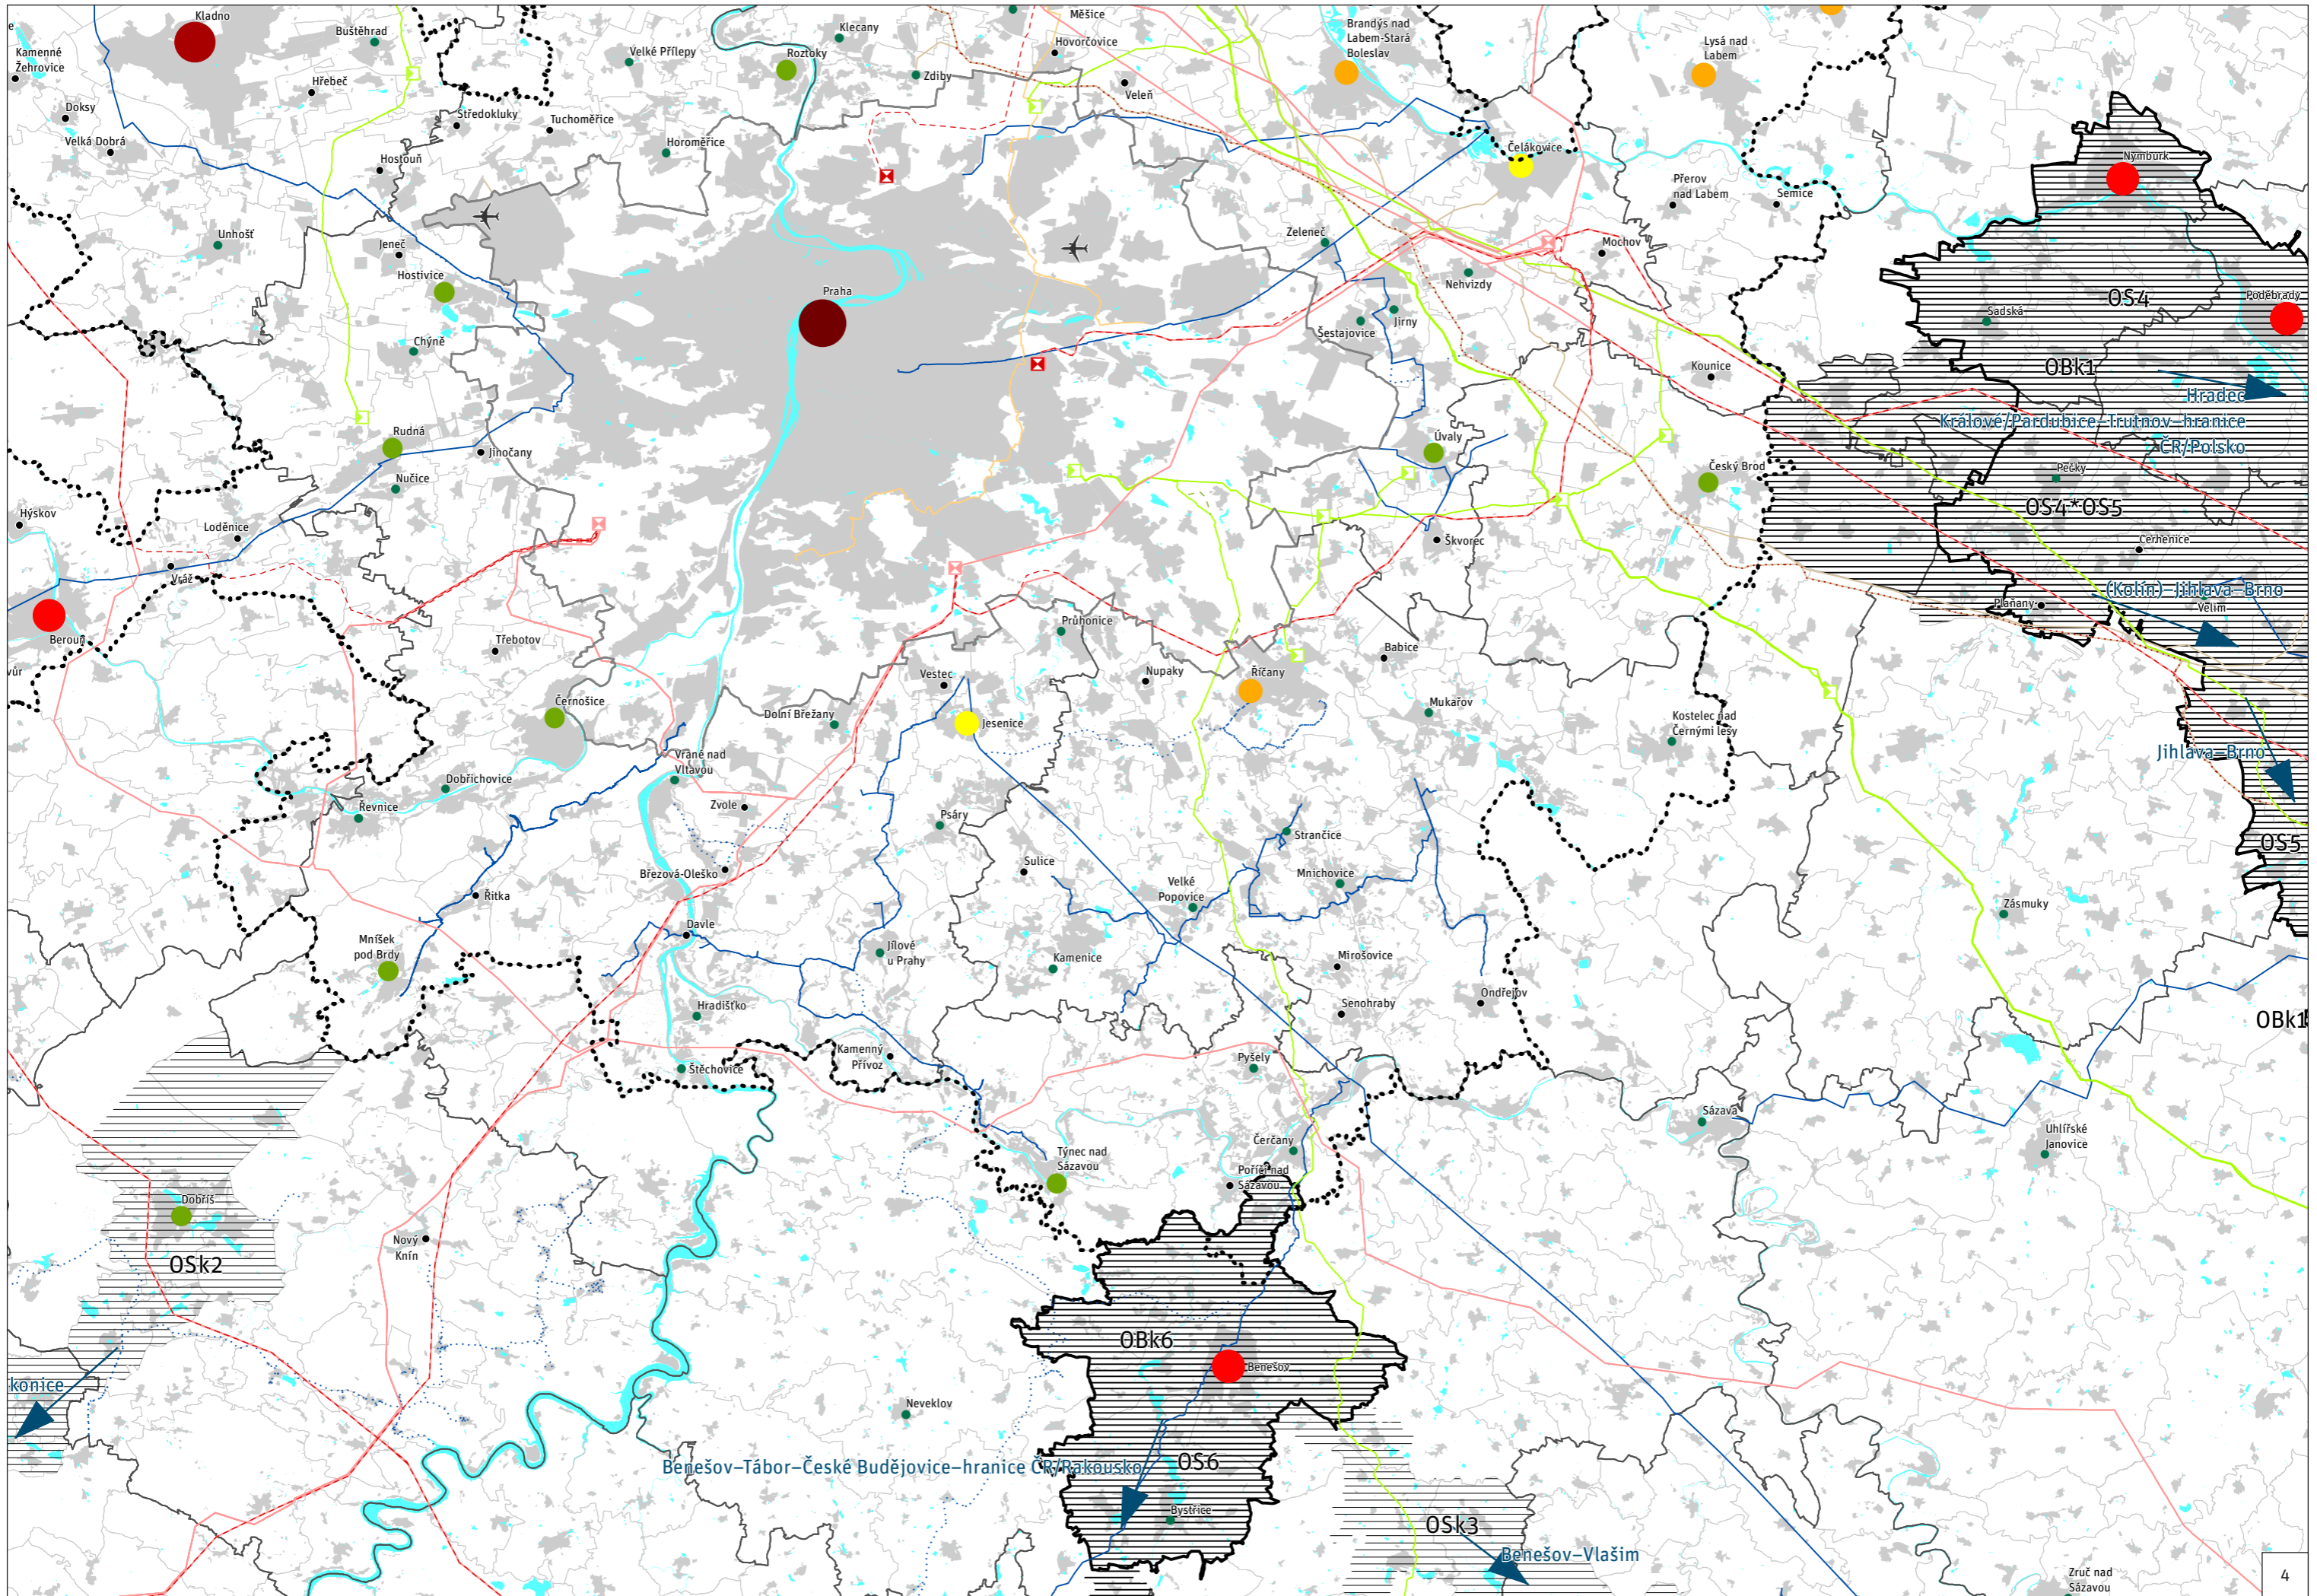 Kladno
Buštěhrad
Klecany
Měšice
Brandýs nad
Labem-Stará
Boleslav
Lysá nad
Labem
Kamenné
Žehrovice
Velké Přílepy
Roztoky
Hovorčovice
Zdiby
Hřebeč
Veleň
Doksy
Středokluky
Tuchoměřice
Velká Dobrá
Horoměřice
Hostouň
Čelákovice
Nymburk
Přerov
nad Labem
Semice
Unhošť
Jeneč
Zeleneč
Mochov
Hostivice
Nehvizdy
Praha
OS4
Poděbrady
Sadská
Chýně
Šestajovice
Jirny
Kounice
OBk1
Hradec
Králové/Pardubice–Trutnov–hranice
ČR/Polsko
Rudná
Jinočany
Úvaly
Český Brod
Pečky
Nučice
OS4*OS5
Hýskov
Loděnice
Škvorec
Cerhenice
Vráž
(Kolín)–Jihlava–Brno
Plaňany
Velim
Beroun
Průhonice
Třebotov
Babice
vůr
Vestec
Nupaky
Říčany
Černošice
Dolní Břežany
Jesenice
Mukařov
Kostelec nad
Černými lesy
Jihlava–Brno
Vrané nad
Vltavou
Dobřichovice
Řevnice
Zvole
Psáry
Strančice
OS5
Sulice
Březová-Oleško
Mnichovice
Řitka
Velké
Popovice
Zásmuky
Davle
Mníšek
pod Brdy
Jílové
u Prahy
Kamenice
Mirošovice
Hradišťko
Senohraby
Ondřejov
OBk1
Kamenný
Přívoz
Pyšely
Štěchovice
Sázava
Uhlířské
Janovice
Týnec nad
Sázavou
Čerčany
Poříčí nad
Sázavou
Dobříš
Nový
Knín
OSk2
OBk6
Benešov
konice
Neveklov
Benešov–Tábor–České Budějovice–hranice ČR/Rakousko
OS6
Bystřice
OSk3
Benešov–Vlašim
Zruč nad
Sázavou
4